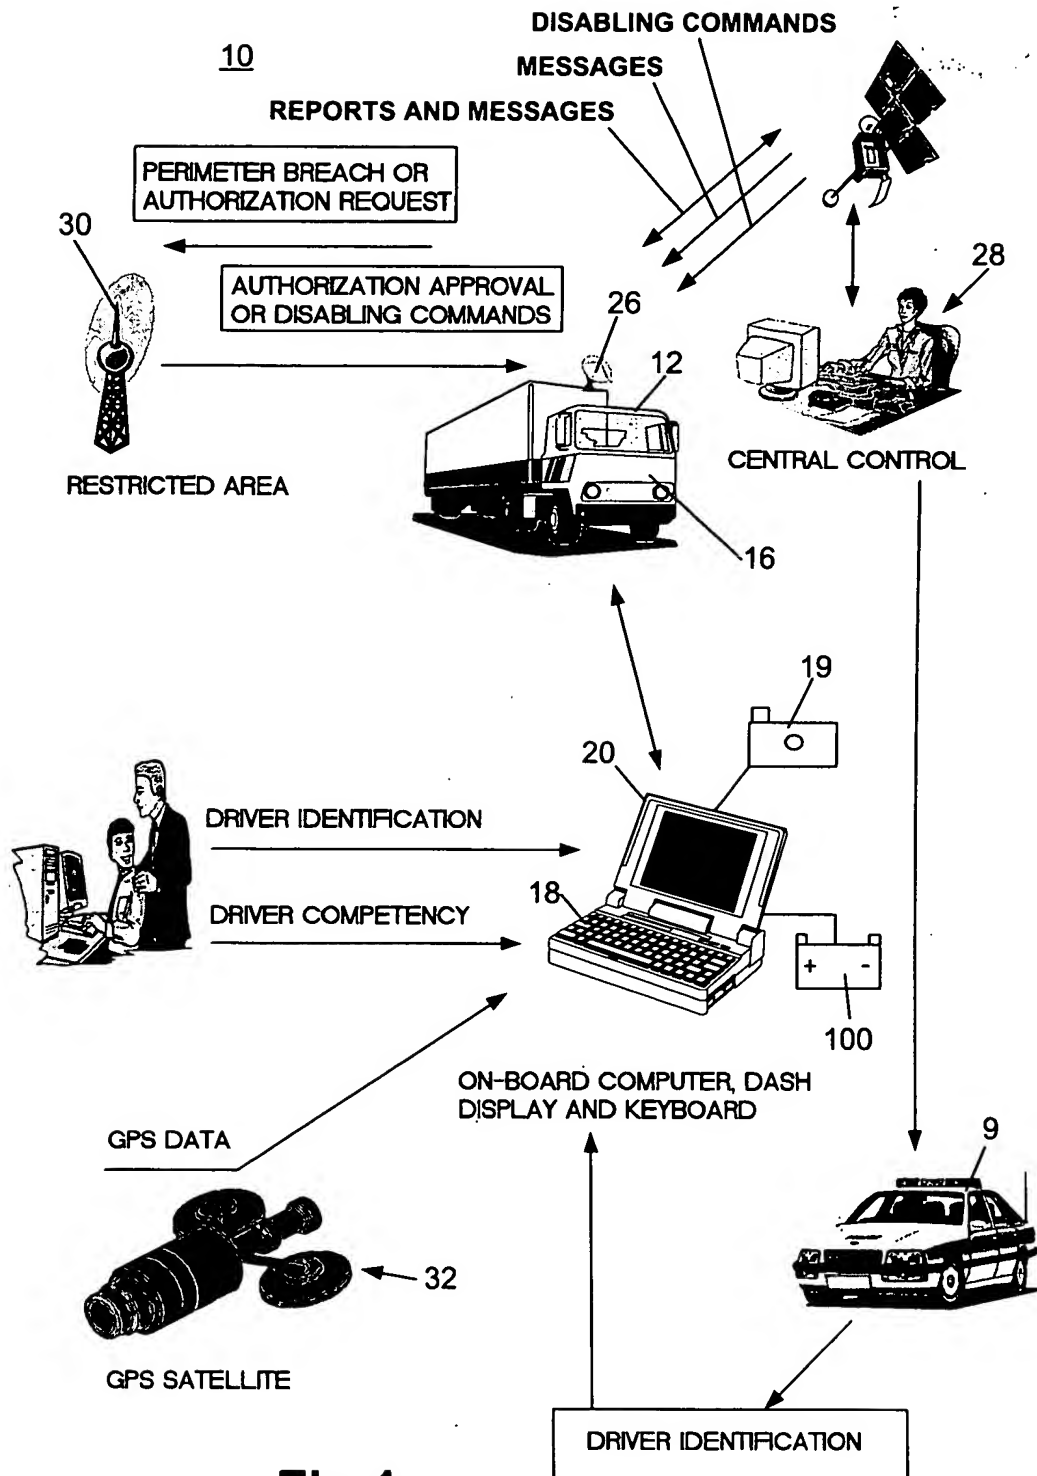 DISABLING COMMANDS
10
MESSAGES
REPORTS AND MESSAGES
PERIMETER BREACH OR
AUTHORIZATION REQUEST
30
28
AUTHORIZATION APPROVAL
OR DISABLING COMMANDS
26
12
CENTRAL CONTROL
RESTRICTED AREA
16
19
20
DRIVER IDENTIFICATION
18
DRIVER COMPETENCY
+ -
100
ON-BOARD COMPUTER, DASH
DISPLAY AND KEYBOARD
GPS DATA
9
32
GPS SATELLITE
DRIVER IDENTIFICATION